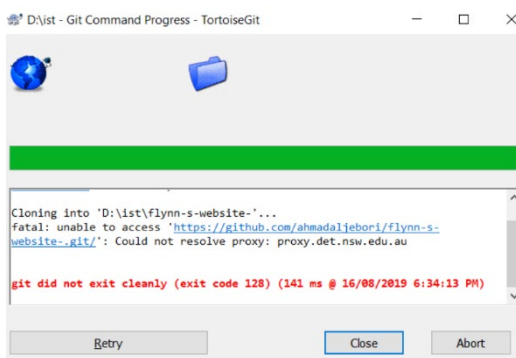 D:\ist - Git Command Progress - TortoiseGit
Cloning into 'D:\ist\flynn-s-website-'...
fatal: unable to access 'https://github.com/ahmadaljebori/flynn-s-
website-.git/': Could not resolve proxy: proxy.det.nsw.edu.au
git did not exit cleanly (exit code 128) (141 ms @ 16/08/2019 6:34:13 PM)
Retry Close Abort